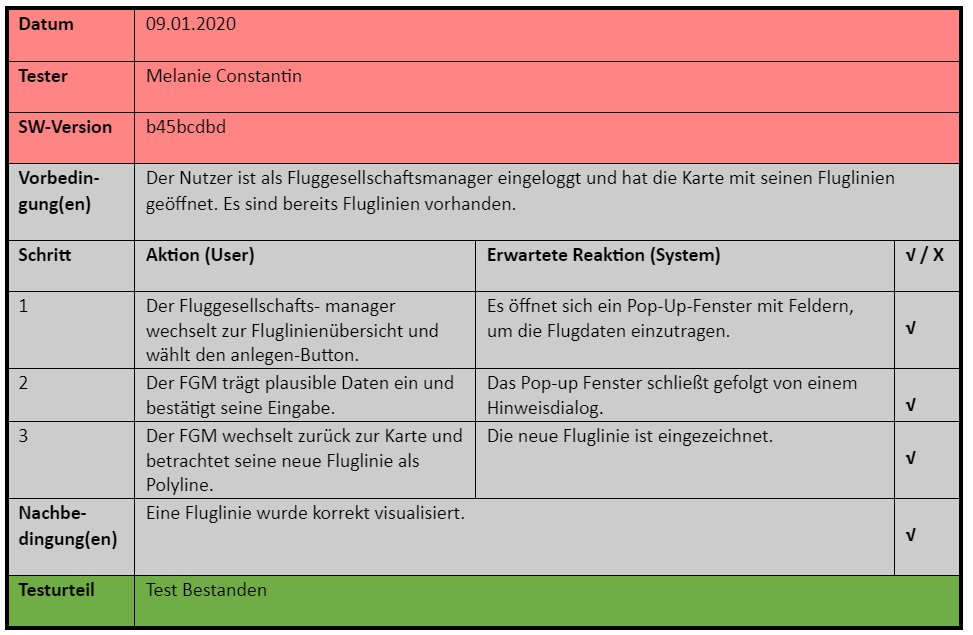 Datum
09.01.2020
Tester
Melanie Constantin
SW-Version
b45bcdbd
Vorbedin-
gung(en)
Der Nutzer ist als Fluggesellschaftsmanager eingeloggt und hat die Karte mit seinen Fluglinien
geöffnet. Es sind bereits Fluglinien vorhanden.
Schritt
Aktion (User)
Erwartete Reaktion (System)
√ / X
1
Der Fluggesellschafts- manager
wechselt zur Fluglinienübersicht und
wählt den anlegen-Button.
Es öffnet sich ein Pop-Up-Fenster mit Feldern,
um die Flugdaten einzutragen.
√
2
Der FGM trägt plausible Daten ein und
bestätigt seine Eingabe.
Das Pop-up Fenster schließt gefolgt von einem
Hinweisdialog.
√
3
Der FGM wechselt zurück zur Karte und
betrachtet seine neue Fluglinie als
Polyline.
Die neue Fluglinie ist eingezeichnet.
√
Nachbe-
dingung(en)
Eine Fluglinie wurde korrekt visualisiert.
√
Testurteil
Test Bestanden